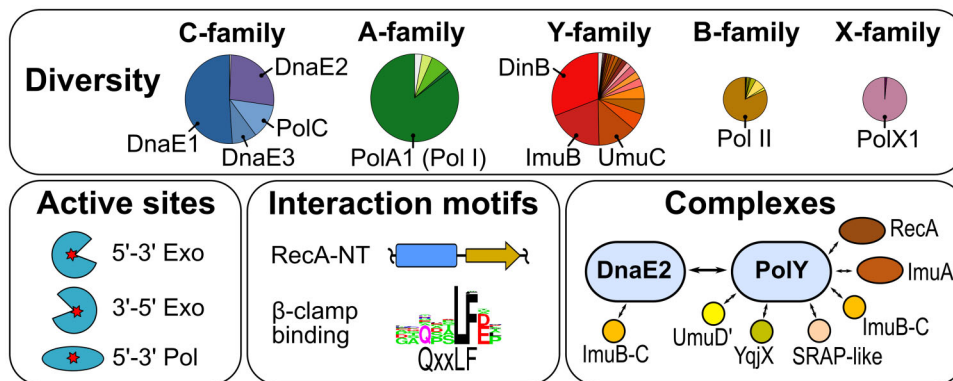 C-family
A-family
Y-family
B-family
X-family
Diversity
DnaE2
PolC
DnaE3
DnaE1
PolA1 (Pol I)
DinB
ImuB
UmuC
Pol II
PolX1
Active sites
5'-3' Exo
3'-5' Exo
5'-3' Pol
Interaction motifs
RecA-NT
β-clamp
binding
LF
QxxLF
Complexes
DnaE2
PolY
RecA
ImuA
ImuB-C
ImuB-C
UmuD'
YqjX
SRAP-like